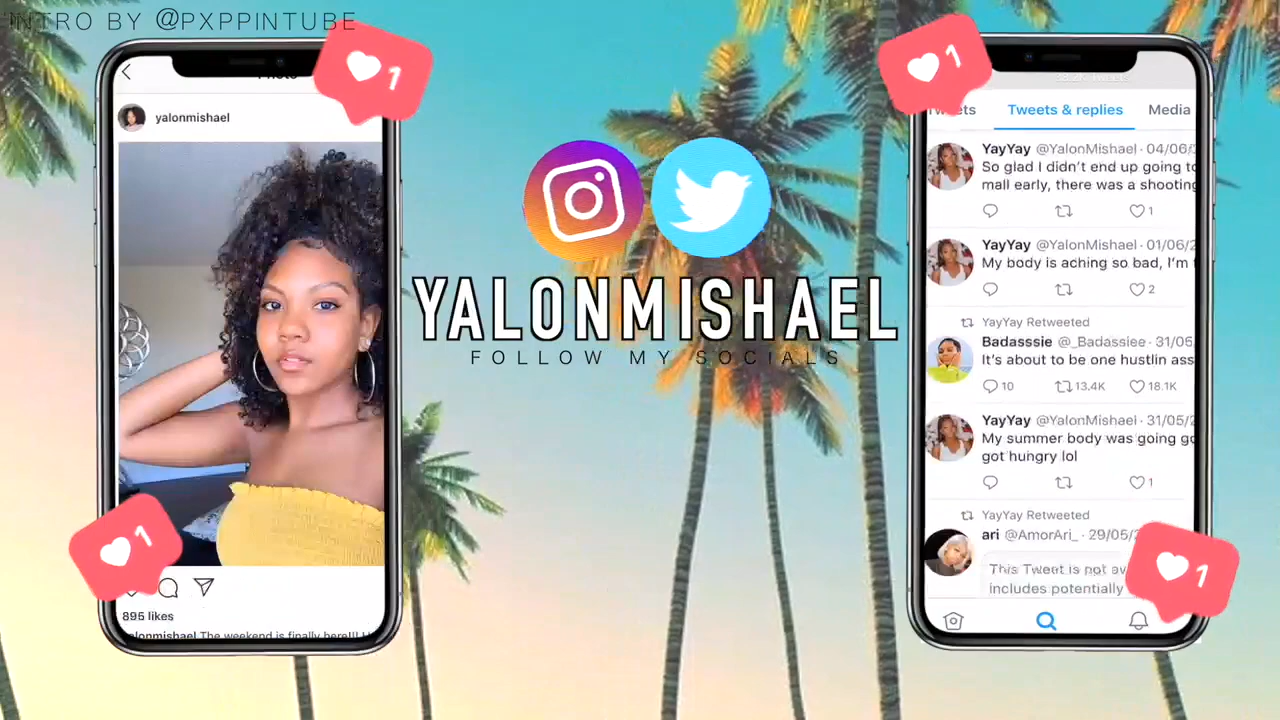 INTRO BY @PXPPINTUBE
Photo
yalonmishael
895 likes
yalonmishael The weekend is finally here!!!
1
1
YALONMISHAEL
FOLLOW MY SOCIALS
1
Tweets
Tweets & replies
Media
YayYay @YalonMishael · 04/06/
So glad I didn't end up going to
mall early, there was a shooting
1
YayYay @YalonMishael · 01/06/
My body is aching so bad, I'm
2
YayYay Retweeted
Badasssie @_Badassiee · 31/05
It's about to be one hustlin ass
10 13.4K 18.1K
YayYay @YalonMishael · 31/05/
My summer body was going
got hungry lol
1
YayYay Retweeted
ari @AmorAri_ · 29/05/
This Tweet is not
includes potentially
1